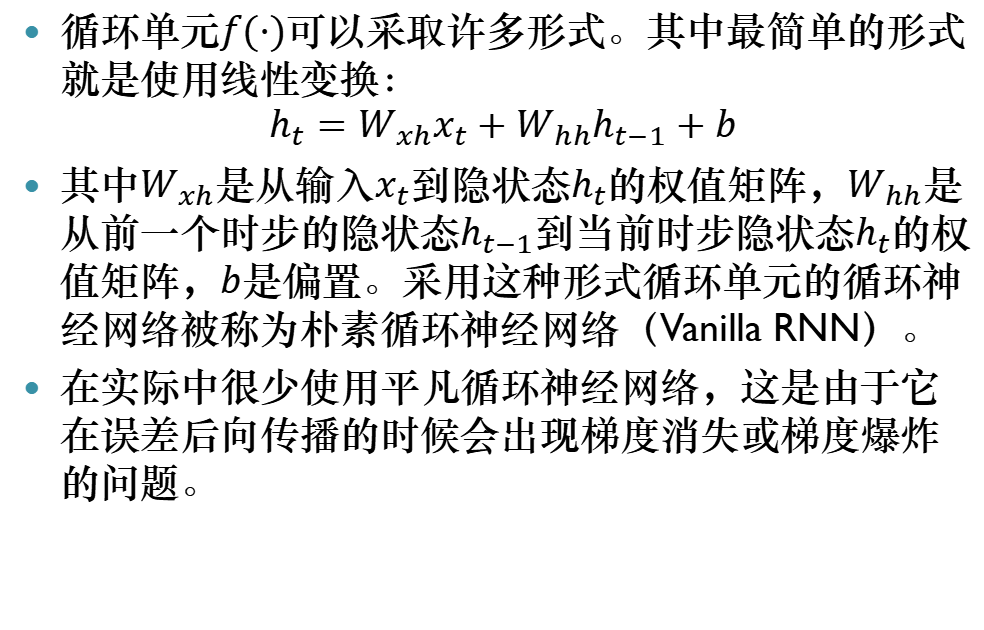 • 循环单元f(·)可以采取许多形式。其中最简单的形式
就是使用线性变换：
h_t = W_{xh}x_t + W_{hh}h_{t−1} + b
• 其中W_{xh}是从输入x_t到隐状态h_t的权值矩阵，W_{hh}是
从前一个时步的隐状态h_{t−1}到当前时步隐状态h_t的权
值矩阵，b是偏置。采用这种形式循环单元的循环神
经网络被称为朴素循环神经网络（Vanilla RNN）。
• 在实际中很少使用平凡循环神经网络，这是由于它
在误差后向传播的时候会出现梯度消失或梯度爆炸
的问题。